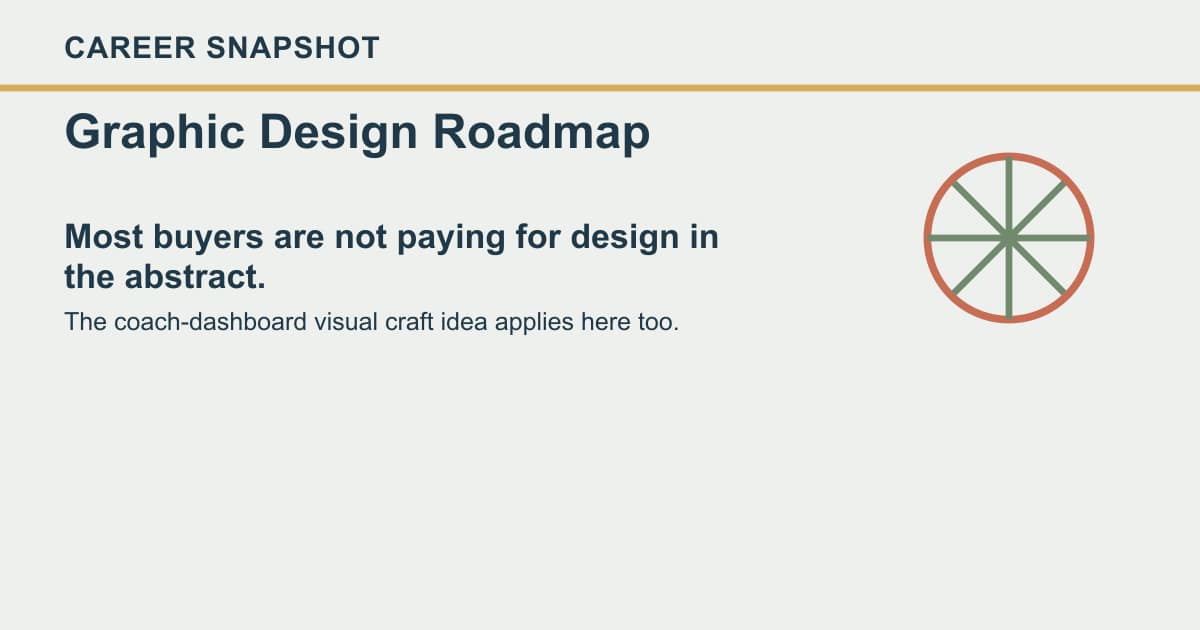 CAREER SNAPSHOT
Graphic Design Roadmap
Most buyers are not paying for design in
the abstract.
The coach-dashboard visual craft idea applies here too.